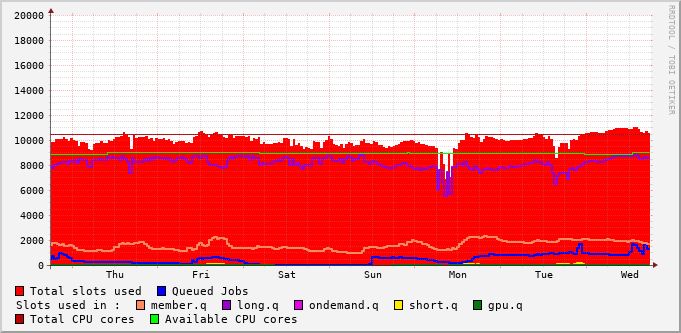 20000
18000
16000
14000
12000
10000
8000
6000
4000
2000
0
Thu Fri Sat Sun Mon Tue Wed
RRDTOOL / TOBI OETIKER
Total slots used Queued Jobs
Slots used in : member.q long.q ondemand.q short.q gpu.q
Total CPU cores Available CPU cores